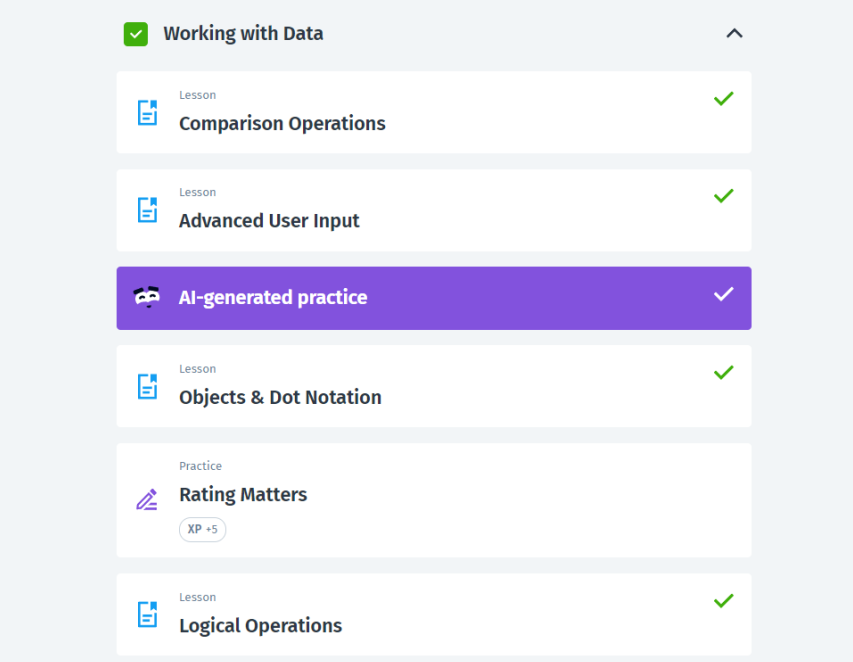 Working with Data
Lesson
Comparison Operations
Lesson
Advanced User Input
AI-generated practice
Lesson
Objects & Dot Notation
Practice
Rating Matters
XP +5
Lesson
Logical Operations